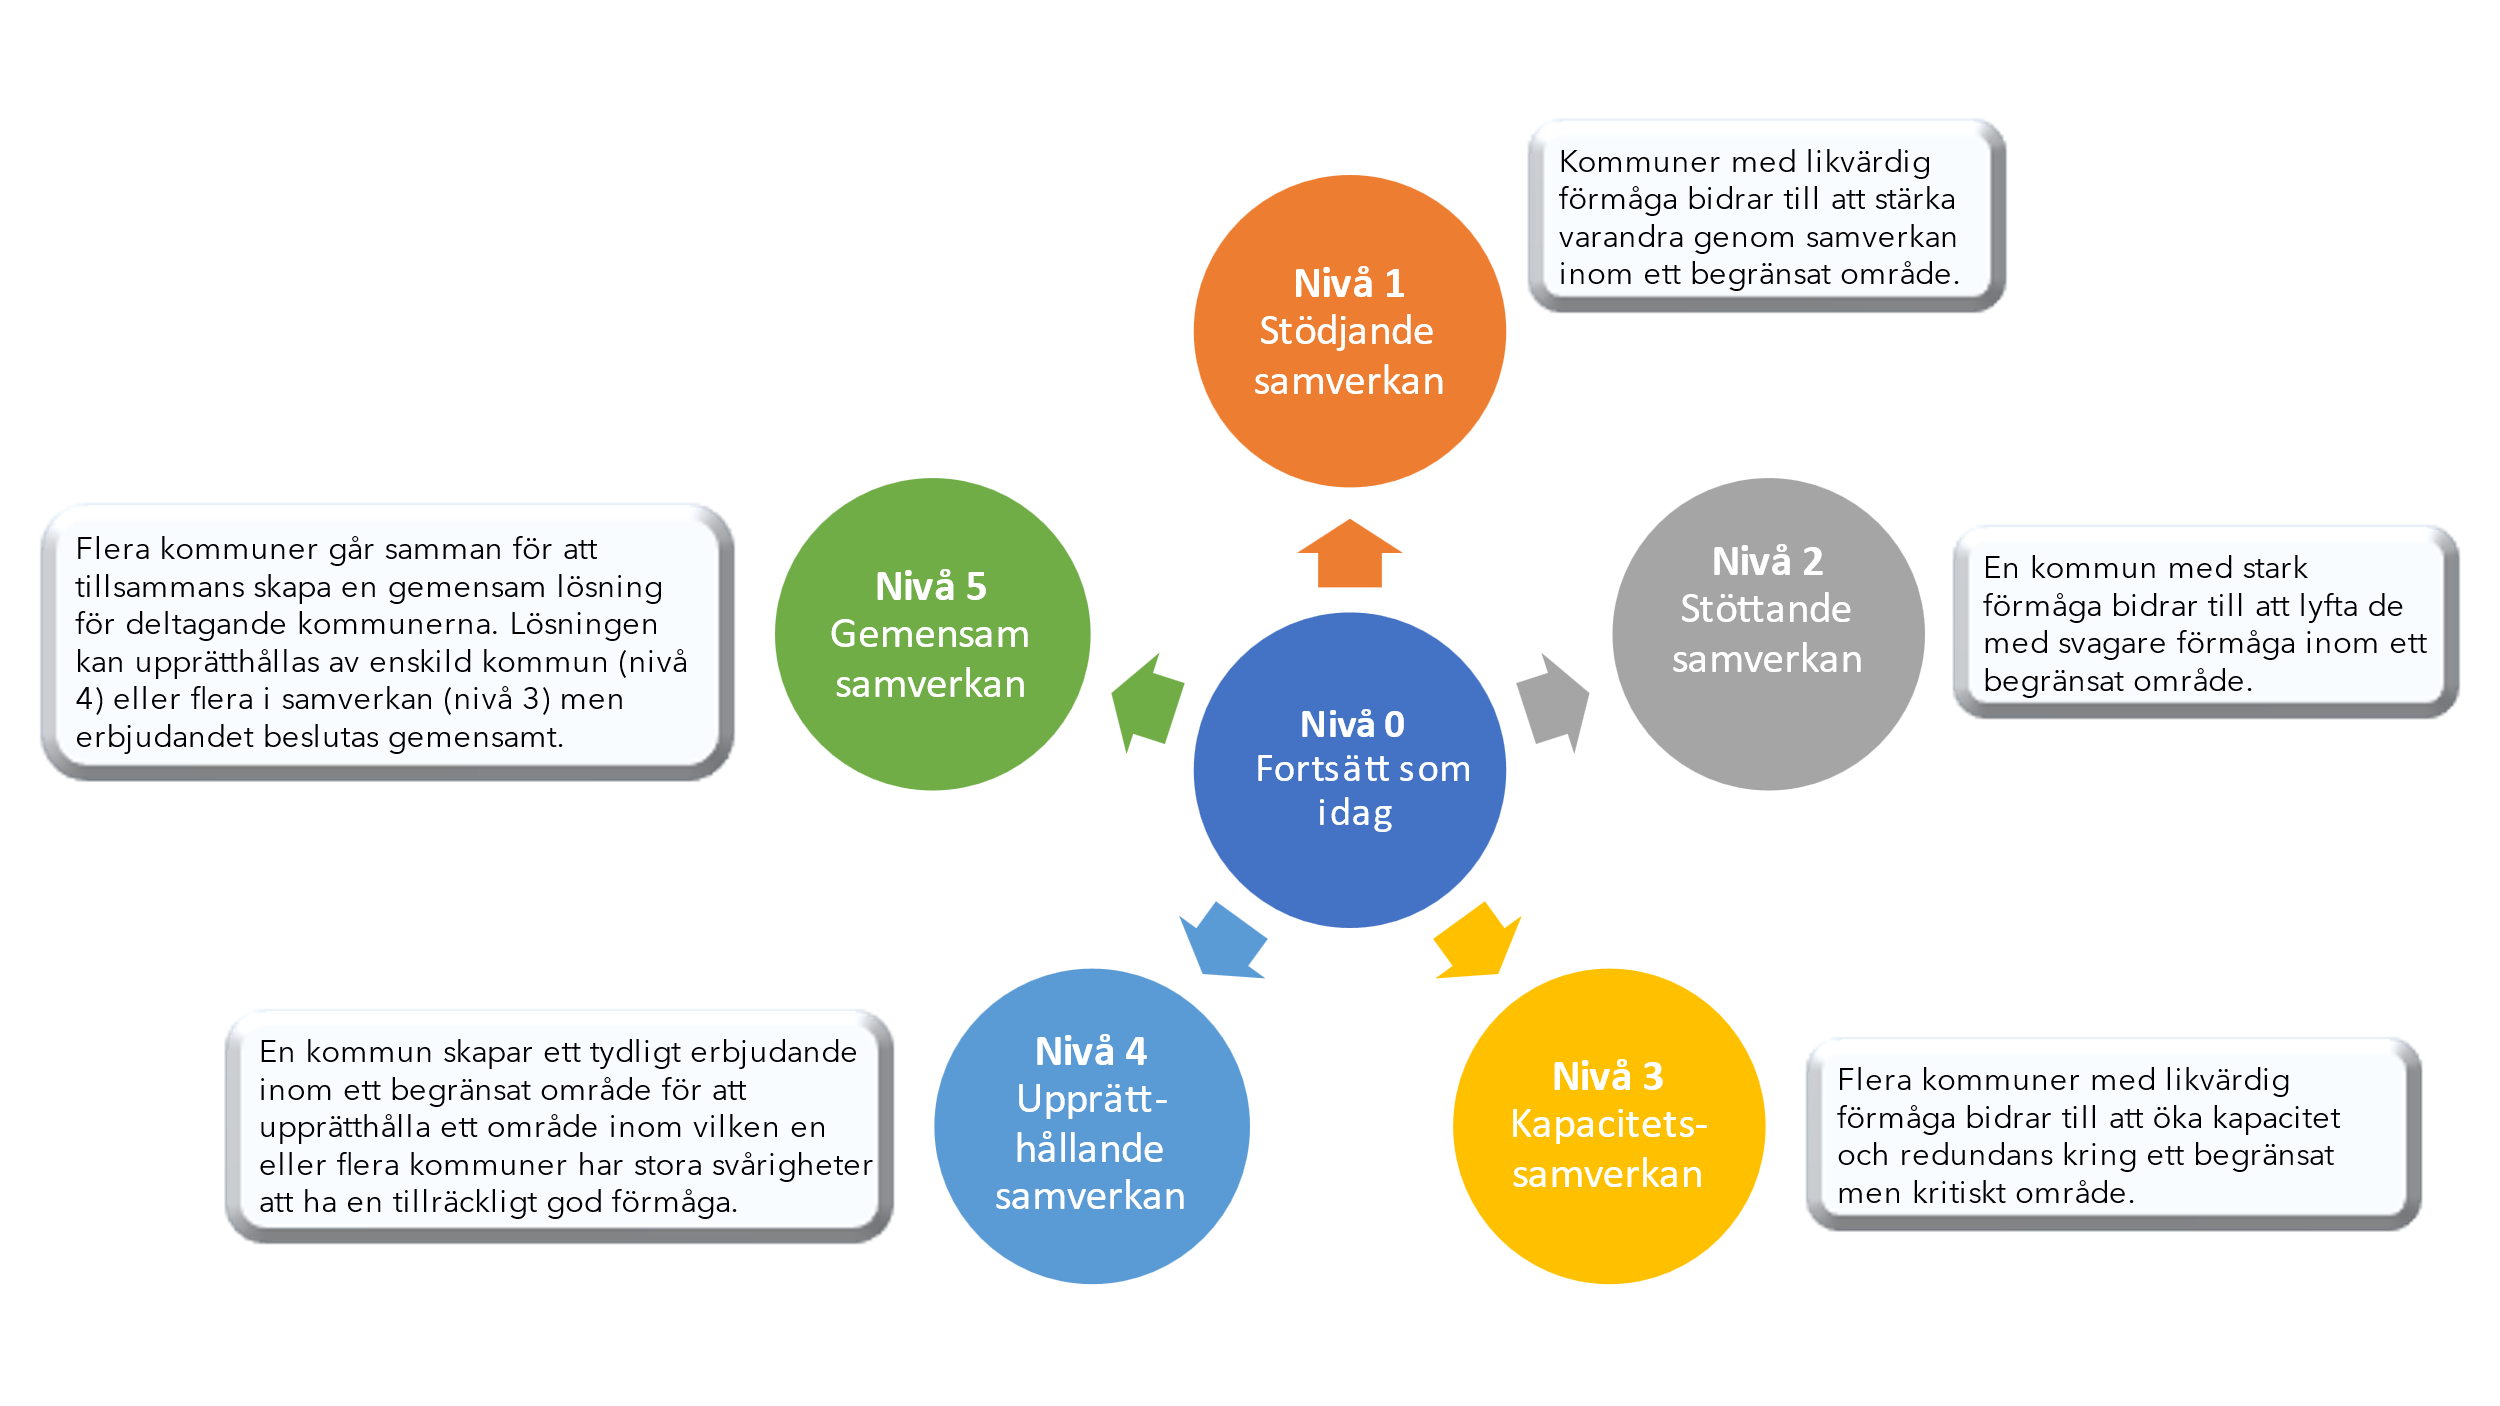 Kommuner med likvärdig
förmåga bidrar till att stärka
varandra genom samverkan
inom ett begränsat område.
Nivå 1
Stödjande
samverkan
Flera kommuner går samman för att
tillsammans skapa en gemensam lösning
för deltagande kommunerna. Lösningen
kan upprätthållas av enskild kommun (nivå
4) eller flera i samverkan (nivå 3) men
erbjudandet beslutas gemensamt.
Nivå 5
Gemensam
samverkan
Nivå 2
Stöttande
samverkan
En kommun med stark
förmåga bidrar till att lyfta de
med svagare förmåga inom ett
begränsat område.
Nivå 0
Fortsätt som
idag
En kommun skapar ett tydligt erbjudande
inom ett begränsat område för att
upprätthålla ett område inom vilken en
eller flera kommuner har stora svårigheter
att ha en tillräckligt god förmåga.
Nivå 4
Upprätt-
hållande
samverkan
Nivå 3
Kapacitets-
samverkan
Flera kommuner med likvärdig
förmåga bidrar till att öka kapacitet
och redundans kring ett begränsat
men kritiskt område.